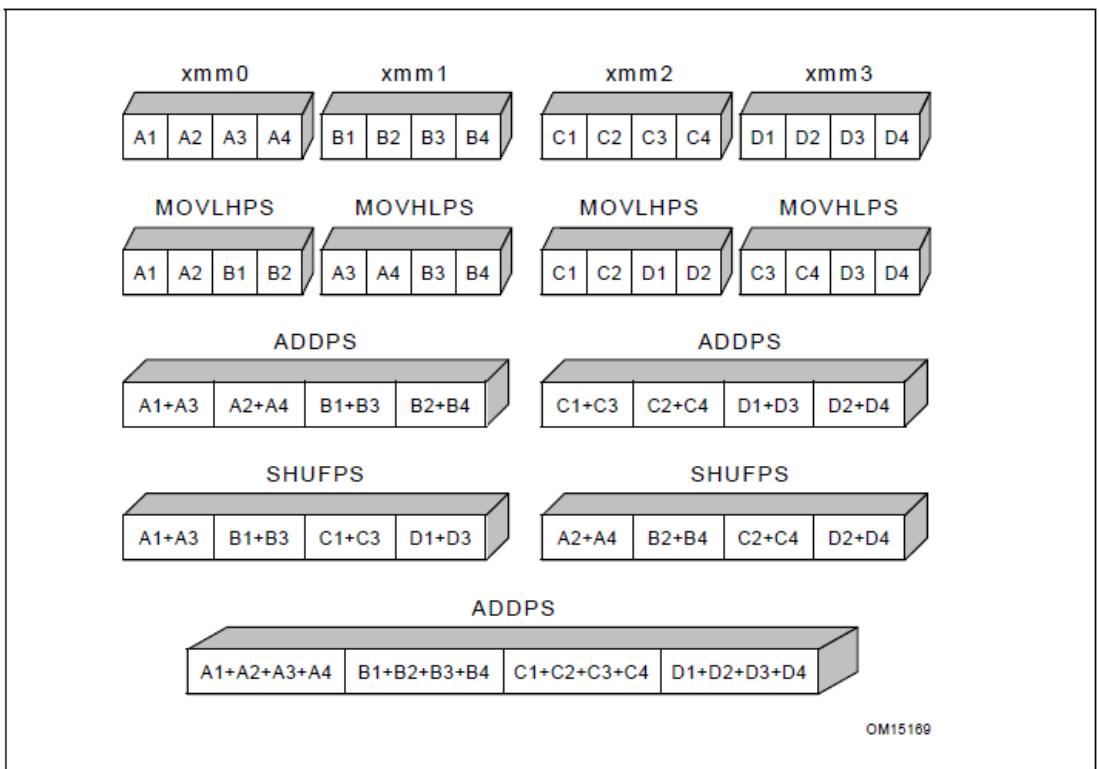 xmm0 xmm1 xmm2 xmm3
A1 A2 A3 A4 B1 B2 B3 B4 C1 C2 C3 C4 D1 D2 D3 D4
MOVLHPS MOVHLPS MOVLHPS MOVHLPS
A1 A2 B1 B2 A3 A4 B3 B4 C1 C2 D1 D2 C3 C4 D3 D4
ADDPS ADDPS
A1+A3 A2+A4 B1+B3 B2+B4 C1+C3 C2+C4 D1+D3 D2+D4
SHUFPS SHUFPS
A1+A3 B1+B3 C1+C3 D1+D3 A2+A4 B2+B4 C2+C4 D2+D4
ADDPS
A1+A2+A3+A4 B1+B2+B3+B4 C1+C2+C3+C4 D1+D2+D3+D4
OM15169